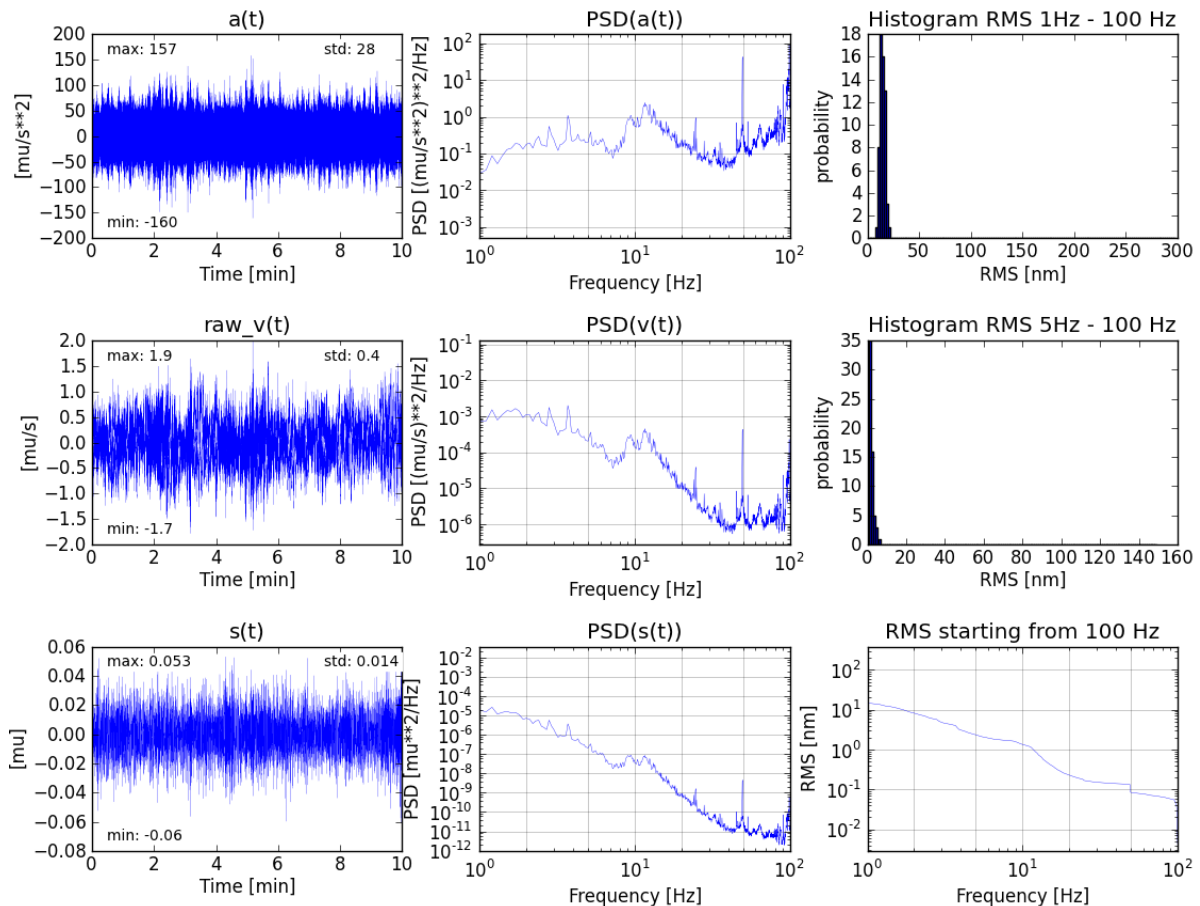 a(t)
max: 157
std: 28
min: -160
200
150
100
50
0
−50
−100
−150
−200
[mu/s**2]
0 2 4 6 8 10
Time [min]
PSD(a(t))
10^2
10^1
10^0
10^-1
10^-2
10^-3
PSD [(mu/s**2)**2/Hz]
10^0 10^1 10^2
Frequency [Hz]
Histogram RMS 1Hz - 100 Hz
18
16
14
12
10
8
6
4
2
0
probability
0 50 100 150 200 250 300
RMS [nm]
raw_v(t)
max: 1.9
std: 0.4
min: -1.7
2.0
1.5
1.0
0.5
0.0
−0.5
−1.0
−1.5
−2.0
[mu/s]
0 2 4 6 8 10
Time [min]
PSD(v(t))
10^-1
10^-2
10^-3
10^-4
10^-5
10^-6
PSD [(mu/s)**2/Hz]
10^0 10^1 10^2
Frequency [Hz]
Histogram RMS 5Hz - 100 Hz
35
30
25
20
15
10
5
0
probability
0 20 40 60 80 100 120 140 160
RMS [nm]
s(t)
max: 0.053
std: 0.014
min: -0.06
0.06
0.04
0.02
0.00
−0.02
−0.04
−0.06
−0.08
[mu]
0 2 4 6 8 10
Time [min]
PSD(s(t))
10^-2
10^-3
10^-4
10^-5
10^-6
10^-7
10^-8
10^-9
10^-10
10^-11
10^-12
PSD [mu**2/Hz]
10^0 10^1 10^2
Frequency [Hz]
RMS starting from 100 Hz
10^2
10^1
10^0
10^-1
10^-2
RMS [nm]
10^0 10^1 10^2
Frequency [Hz]